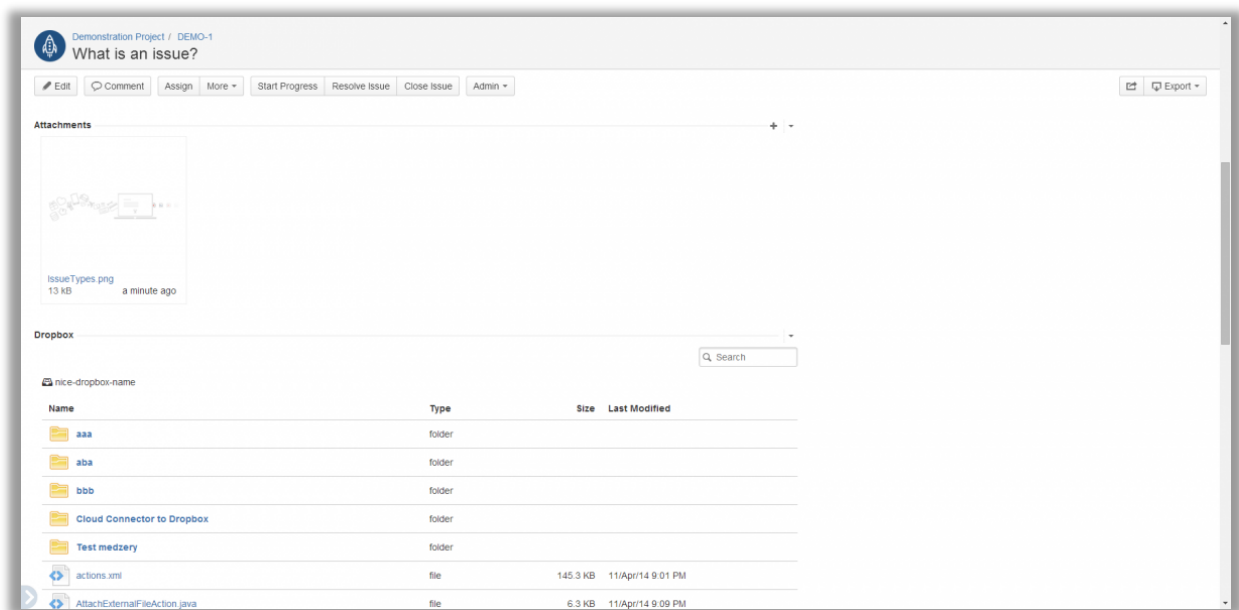 Demonstration Project / DEMO-1
What is an issue?
Edit Comment Assign More Start Progress Resolve Issue Close Issue Admin Export
Attachments
IssueTypes.png
13 kB a minute ago
Dropbox
Search
nice-dropbox-name
Name Type Size Last Modified
aaa folder
aba folder
bbb folder
Cloud Connector to Dropbox folder
Test medzery folder
actions.xml file 145.3 KB 11/Apr/14 9:01 PM
AttachExternalFileAction.java file 6.3 KB 11/Apr/14 9:09 PM